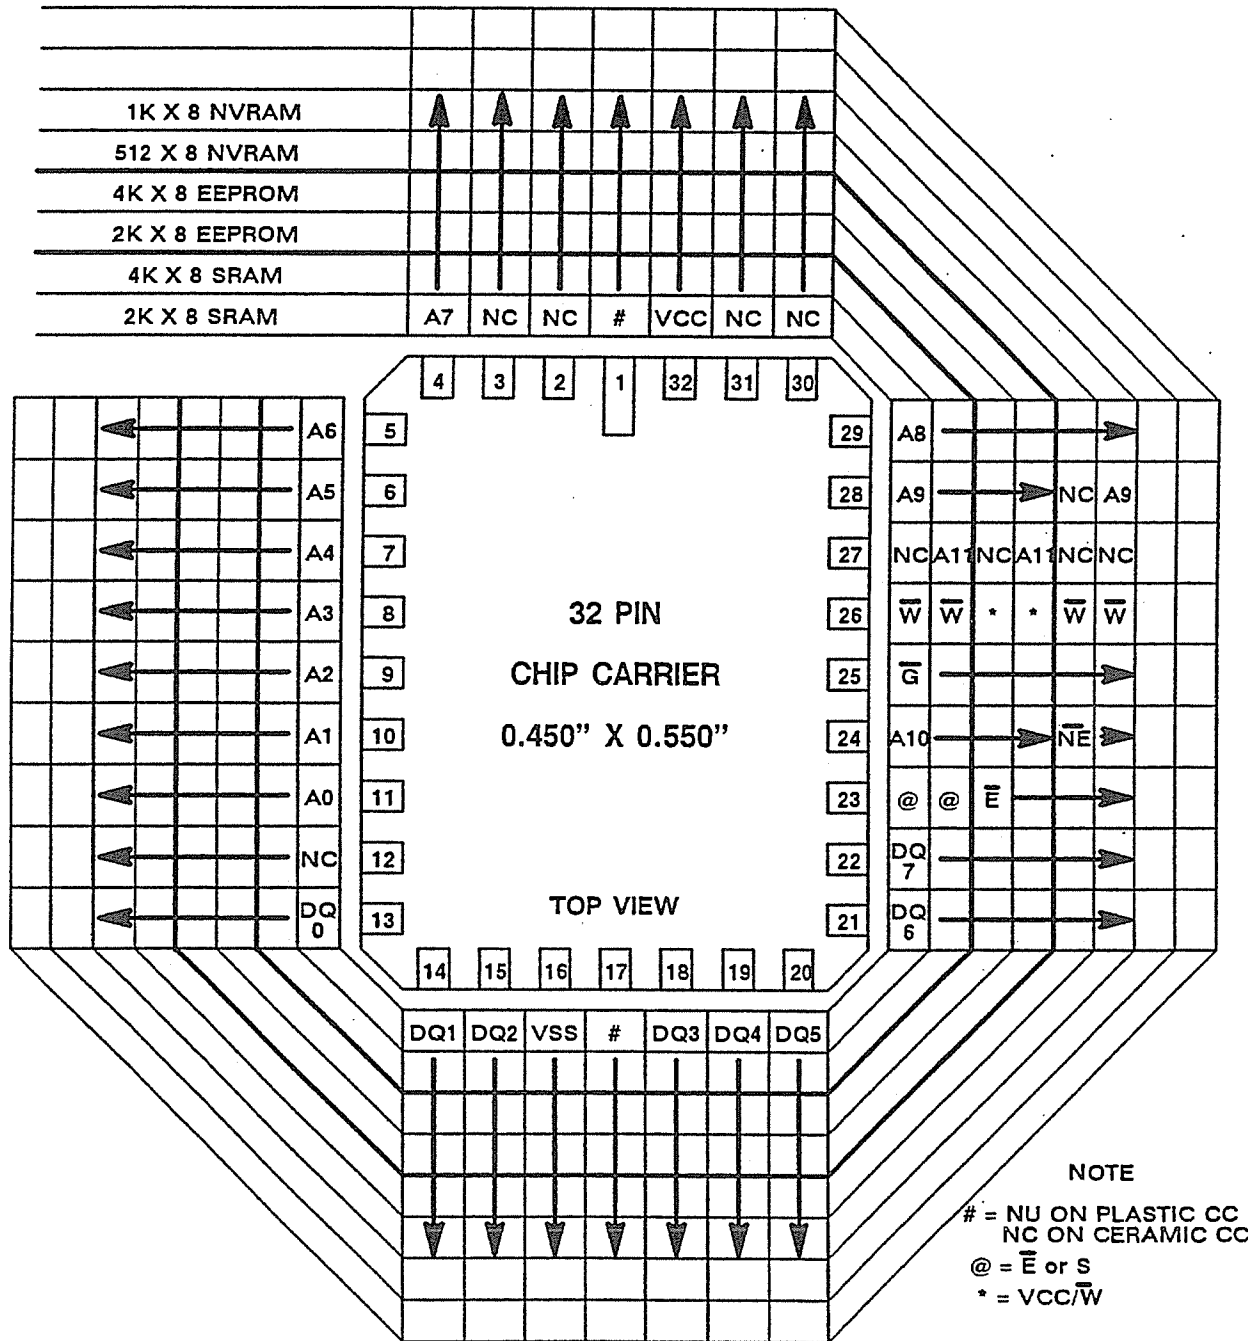 1K X 8 NVRAM
512 X 8 NVRAM
4K X 8 EEPROM
2K X 8 EEPROM
4K X 8 SRAM
2K X 8 SRAM A7 NC NC # VCC NC NC
4 3 2 1 32 31 30
A6 5 29 A8
A5 6 28 A9 NC A9
A4 7 27 NC A11 NC A11 NC NC
A3 8 32 PIN 26 W̅ W̅ * * W̅ W̅
A2 9 CHIP CARRIER 25 G̅
A1 10 0.450" X 0.550" 24 A10 N̅E̅
A0 11 23 @ @ E̅
NC 12 22 DQ 7
DQ 0 13 TOP VIEW 21 DQ 6
14 15 16 17 18 19 20
DQ1 DQ2 VSS # DQ3 DQ4 DQ5
NOTE
# = NU ON PLASTIC CC
NC ON CERAMIC CC
@ = E̅ or S
* = VCC/W̅